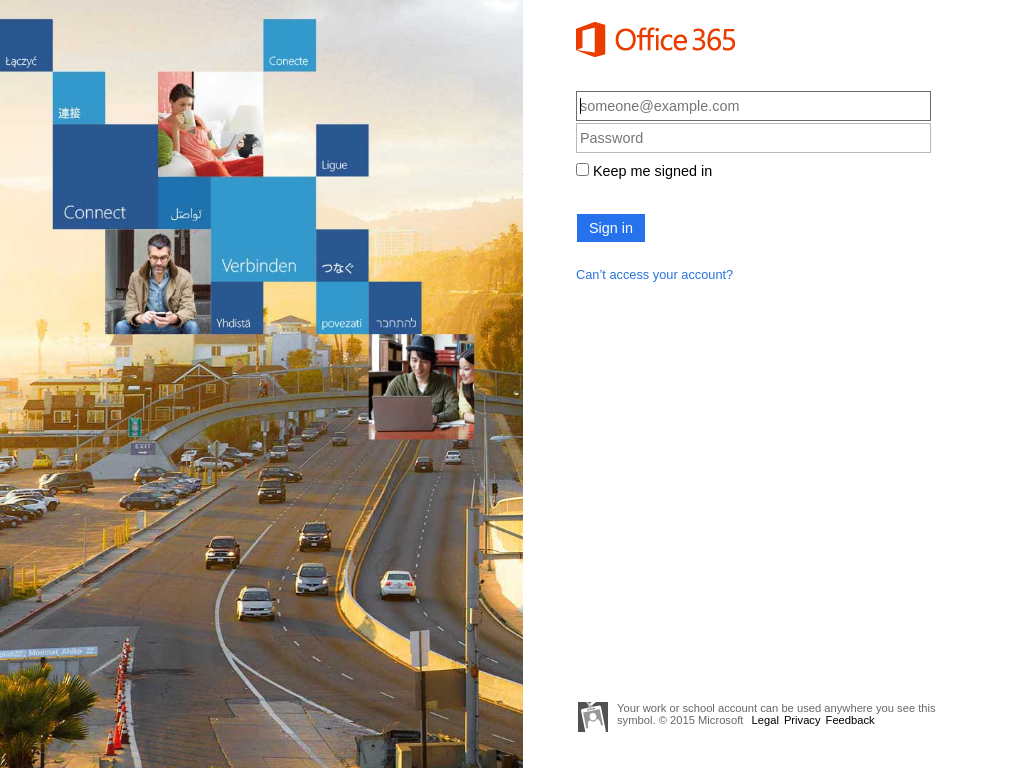 Łączyć
Conecte
連接
Ligue
Connect
تواصل
Verbinden
つなぐ
Yhdistä
povezati
להתחבר
EXIT
Office 365
someone@example.com
Password
Keep me signed in
Sign in
Can't access your account?
Your work or school account can be used anywhere you see this
symbol. © 2015 Microsoft Legal Privacy Feedback